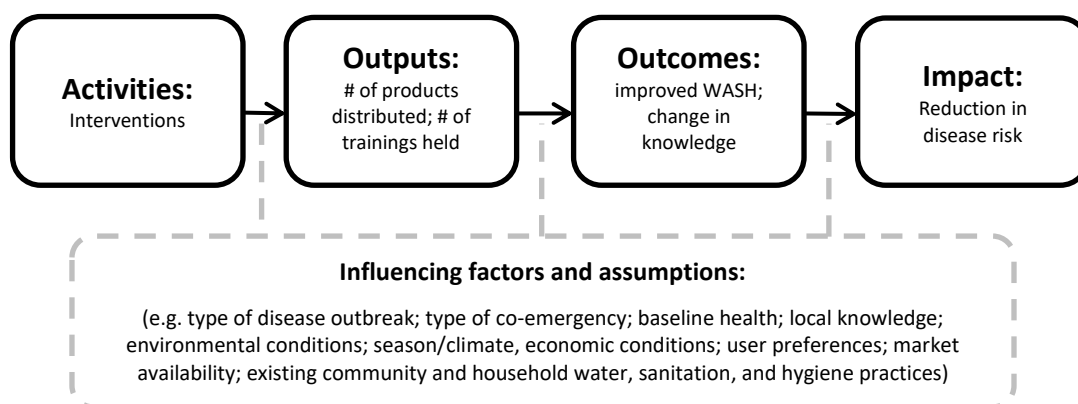 Activities:
Interventions
Outputs:
# of products
distributed; # of
trainings held
Outcomes:
improved WASH;
change in
knowledge
Impact:
Reduction in
disease risk
Influencing factors and assumptions:
(e.g. type of disease outbreak; type of co-emergency; baseline health; local knowledge;
environmental conditions; season/climate, economic conditions; user preferences; market
availability; existing community and household water, sanitation, and hygiene practices)